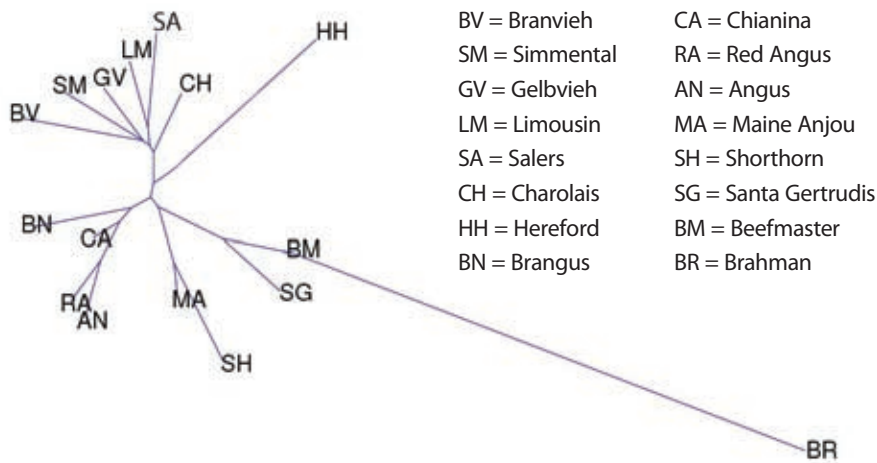 SA
LM
HH
SM GV
CH
BV
BN
CA
BM
RA
MA
SG
AN
SH
BR
BV = Branvieh
SM = Simmental
GV = Gelbvieh
LM = Limousin
SA = Salers
CH = Charolais
HH = Hereford
BN = Brangus
CA = Chianina
RA = Red Angus
AN = Angus
MA = Maine Anjou
SH = Shorthorn
SG = Santa Gertrudis
BM = Beefmaster
BR = Brahman